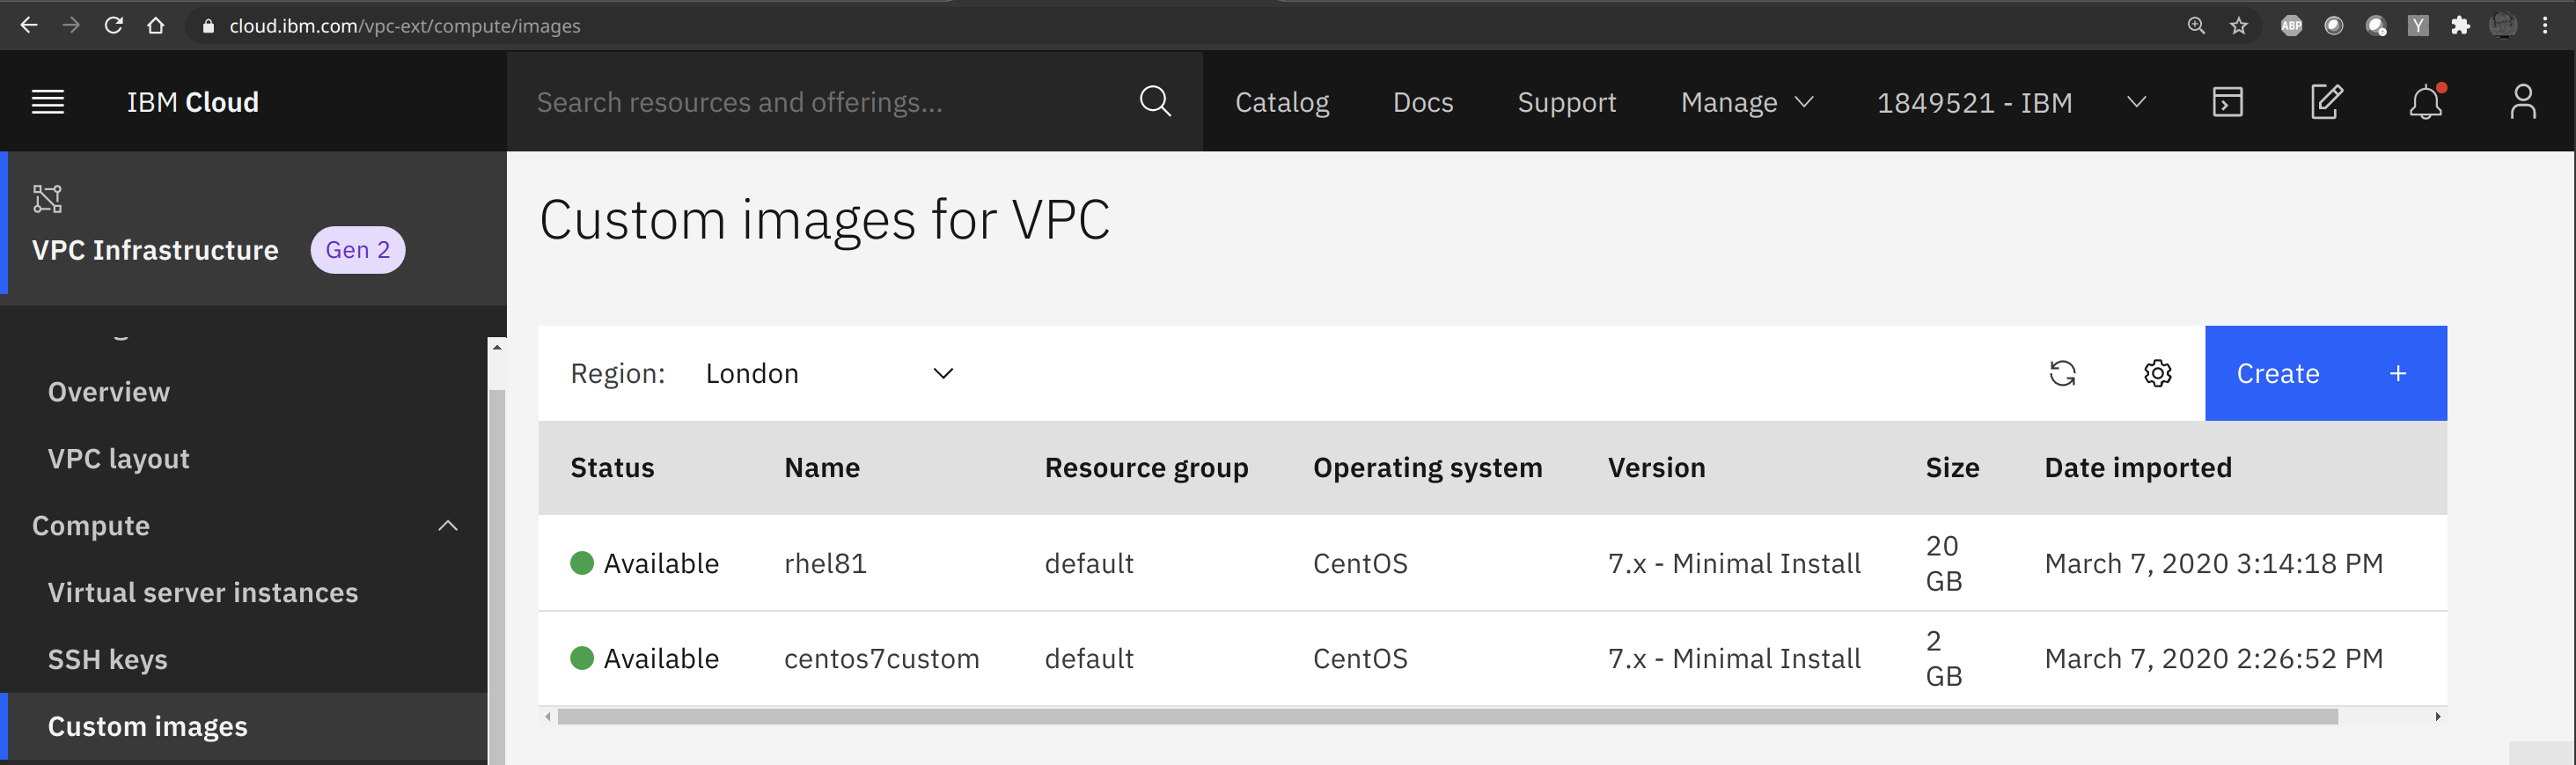 cloud.ibm.com/vpc-ext/compute/images
ABP
Y
IBM Cloud
Search resources and offerings...
Catalog
Docs
Support
Manage
1849521 - IBM
VPC Infrastructure
Gen 2
Overview
VPC layout
Compute
Virtual server instances
SSH keys
Custom images
Custom images for VPC
Region: London
Create +
Status Name Resource group Operating system Version Size Date imported
Available rhel81 default CentOS 7.x - Minimal Install 20 GB March 7, 2020 3:14:18 PM
Available centos7custom default CentOS 7.x - Minimal Install 2 GB March 7, 2020 2:26:52 PM